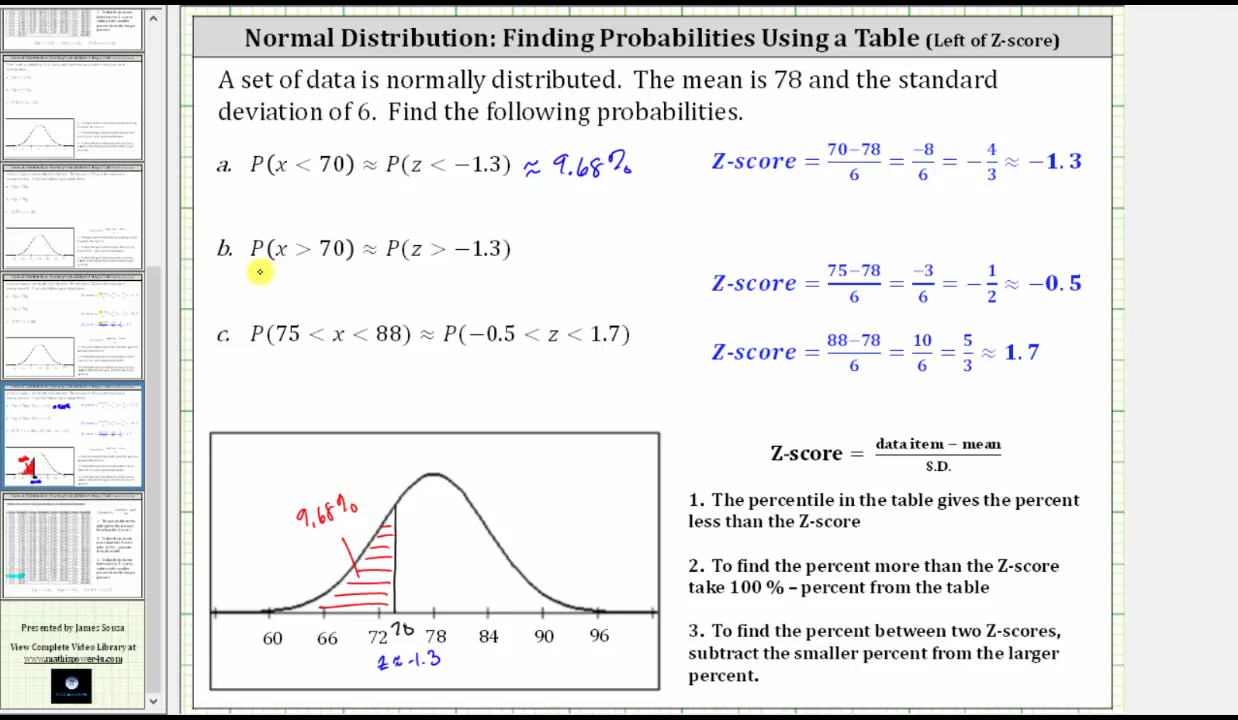 Normal Distribution: Finding Probabilities Using a Table (Left of Z-score)
A set of data is normally distributed. The mean is 78 and the standard
deviation of 6. Find the following probabilities.
a. P(x < 70) ≈ P(z < −1.3) ≈ 9.68%
Z-score = 70−78/6 = −8/6 = −4/3 ≈ −1.3
b. P(x > 70) ≈ P(z > −1.3)
Z-score = 75−78/6 = −3/6 = −1/2 ≈ −0.5
c. P(75 < x < 88) ≈ P(−0.5 < z < 1.7)
Z-score = 88−78/6 = 10/6 = 5/3 ≈ 1.7
9.68%
60 66 72 70 78 84 90 96
z ≈ -1.3
Z-score = data item − mean/S.D.
1. The percentile in the table gives the percent
less than the Z-score
2. To find the percent more than the Z-score
take 100 % – percent from the table
3. To find the percent between two Z-scores,
subtract the smaller percent from the larger
percent.
Presented by James Sousa
View Complete Video Library at
www.mathispower4u.com